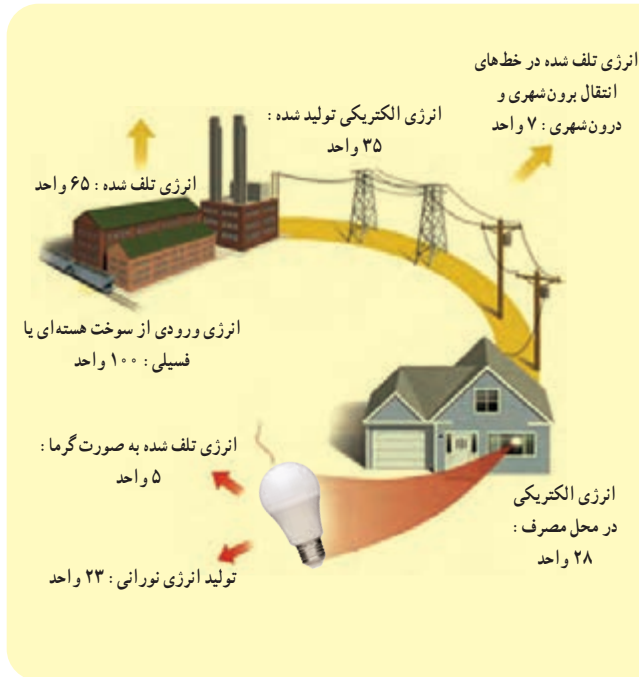 انرژی تلف شده در خط‌های
انتقال برون‌شهری و
درون‌شهری : ۷ واحد
انرژی الکتریکی تولید شده :
۳۵ واحد
انرژی تلف شده : ۶۵ واحد
انرژی ورودی از سوخت هسته‌ای یا
فسیلی : ۱۰۰ واحد
انرژی تلف شده به صورت گرما :
۵ واحد
انرژی الکتریکی
در محل مصرف :
۲۸ واحد
تولید انرژی نورانی : ۲۳ واحد